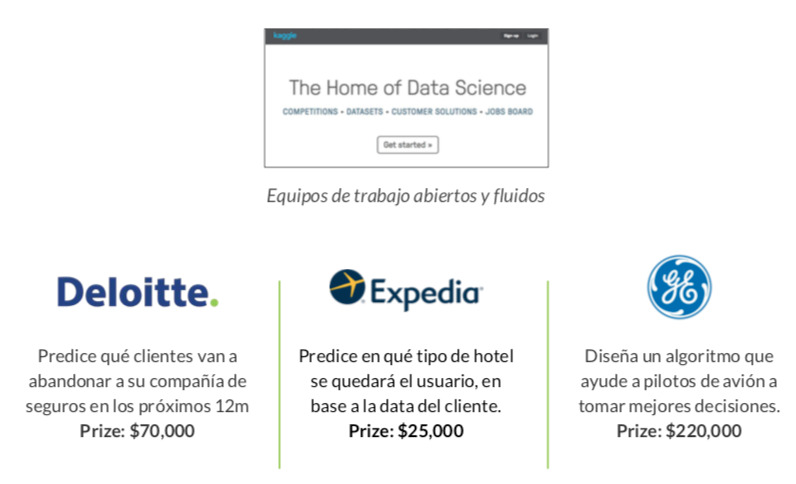 kaggle
Sign up Login
The Home of Data Science
COMPETITIONS • DATASETS • CUSTOMER SOLUTIONS • JOBS BOARD
Get started »
Equipos de trabajo abiertos y fluidos
Deloitte.
Predice qué clientes van a
abandonar a su compañía de
seguros en los próximos 12m
Prize: $70,000
Expedia
Predice en qué tipo de hotel
se quedará el usuario, en
base a la data del cliente.
Prize: $25,000
GE
Diseña un algoritmo que
ayude a pilotos de avión a
tomar mejores decisiones.
Prize: $220,000